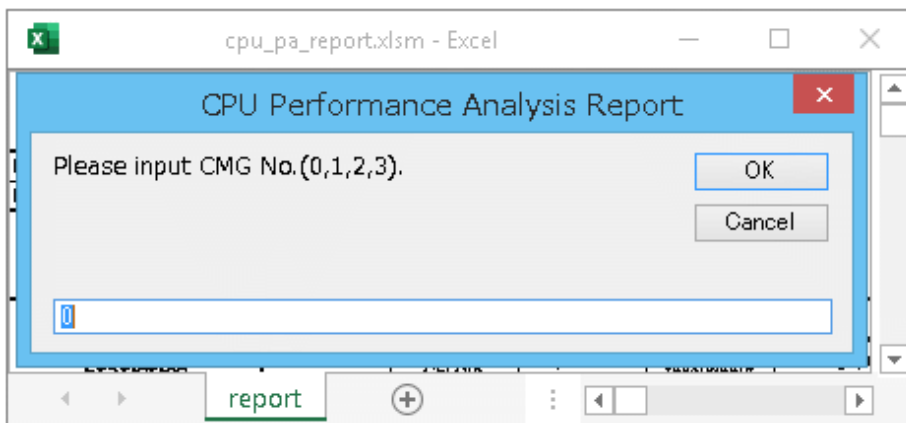 cpu_pa_report.xlsm - Excel
CPU Performance Analysis Report
Please input CMG No.(0,1,2,3).
OK
Cancel
0
report